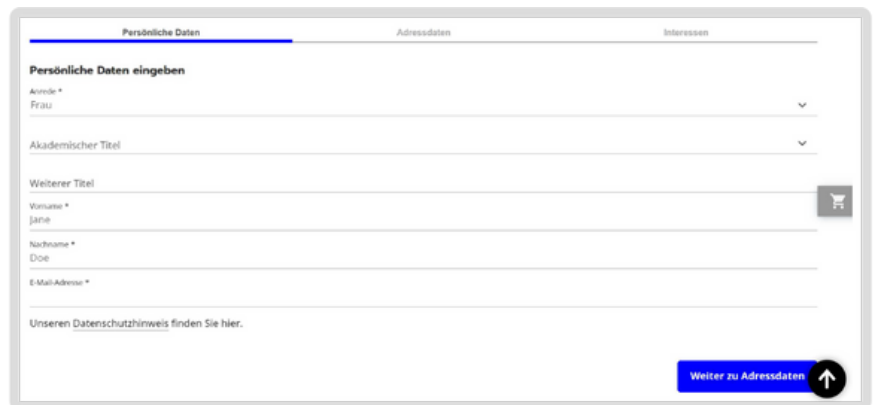 Persönliche Daten Adressdaten Interessen
Persönliche Daten eingeben
Anrede *
Frau
Akademischer Titel
Weiterer Titel
Vorname *
Jane
Nachname *
Doe
E-Mail-Adresse *
Unseren Datenschutzhinweis finden Sie hier.
Weiter zu Adressdaten